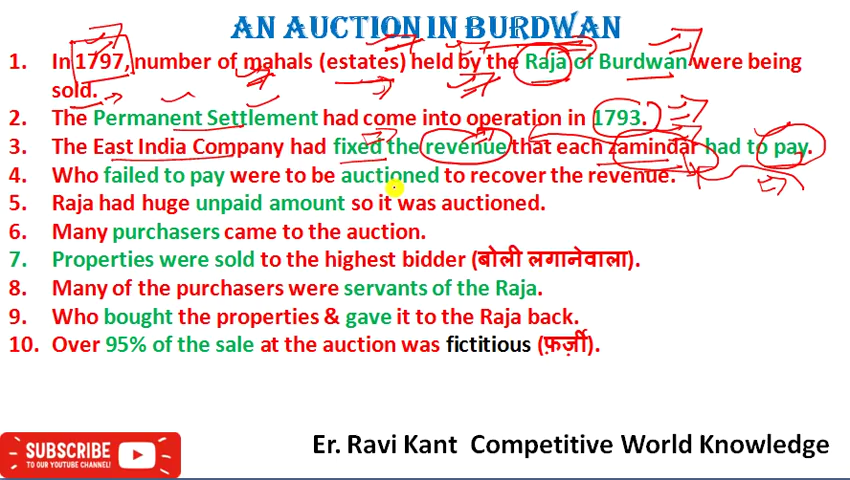 AN AUCTION IN BURDWAN
1. In 1797, number of mahals (estates) held by the Raja of Burdwan were being
sold.
2. The Permanent Settlement had come into operation in 1793.
3. The East India Company had fixed the revenue that each zamindar had to pay.
4. Who failed to pay were to be auctioned to recover the revenue.
5. Raja had huge unpaid amount so it was auctioned.
6. Many purchasers came to the auction.
7. Properties were sold to the highest bidder (बोली लगानेवाला).
8. Many of the purchasers were servants of the Raja.
9. Who bought the properties & gave it to the Raja back.
10. Over 95% of the sale at the auction was fictitious (फ़र्ज़ी).
SUBSCRIBE
TO OUR YOUTUBE CHANNEL!
Er. Ravi Kant Competitive World Knowledge